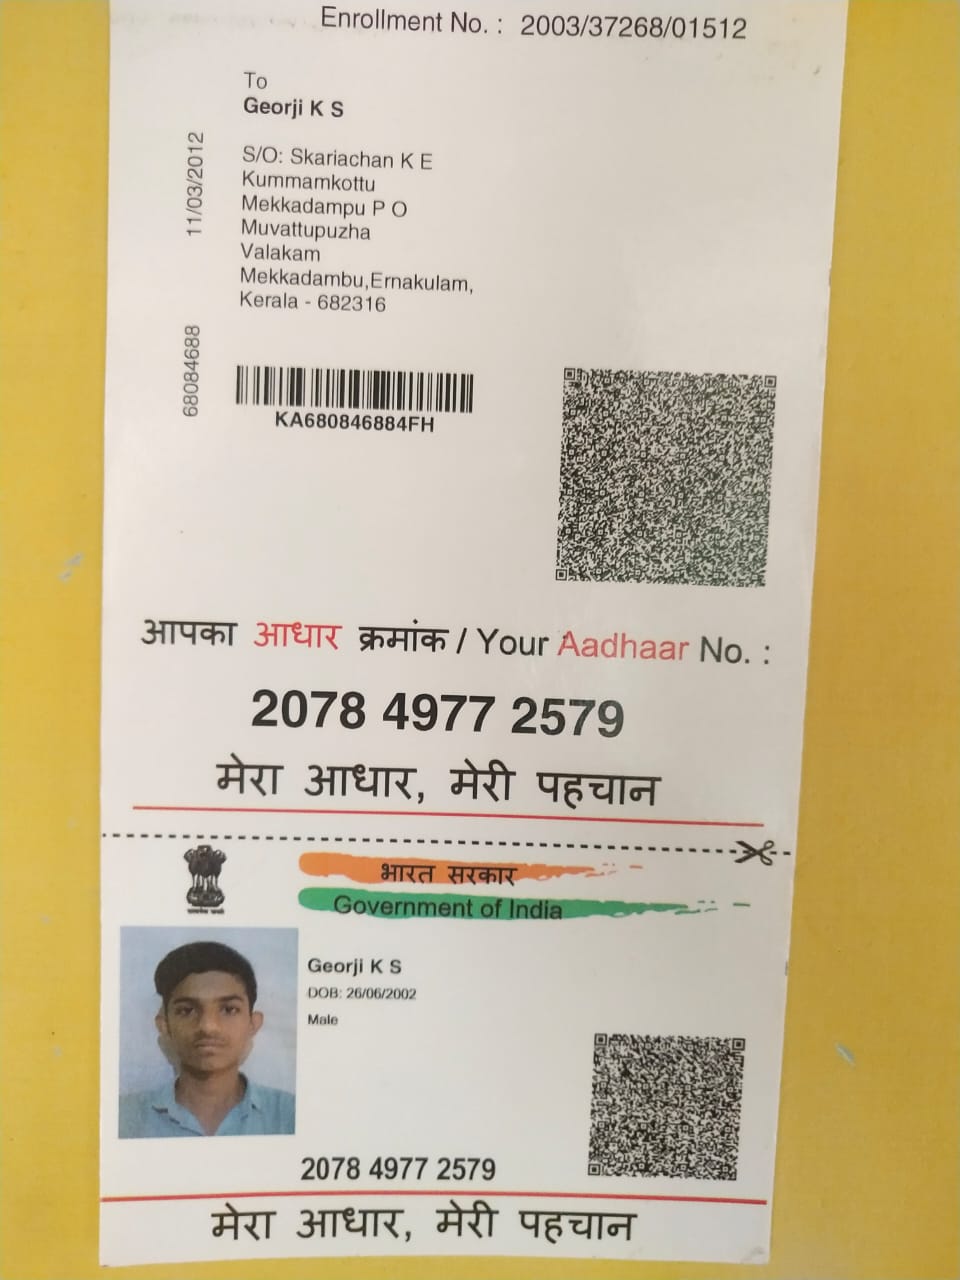 Enrollment No. : 2003/37268/01512
To
Georji K S
S/O: Skariachan K E
Kummamkottu
Mekkadampu P O
Muvattupuzha
Valakam
Mekkadambu,Ernakulam,
Kerala - 682316
11/03/2012
68084688
KA680846884FH
आपका आधार क्रमांक / Your Aadhaar No. :
2078 4977 2579
मेरा आधार, मेरी पहचान
भारत सरकार
Government of India
Georji K S
DOB: 26/06/2002
Male
2078 4977 2579
मेरा आधार, मेरी पहचान